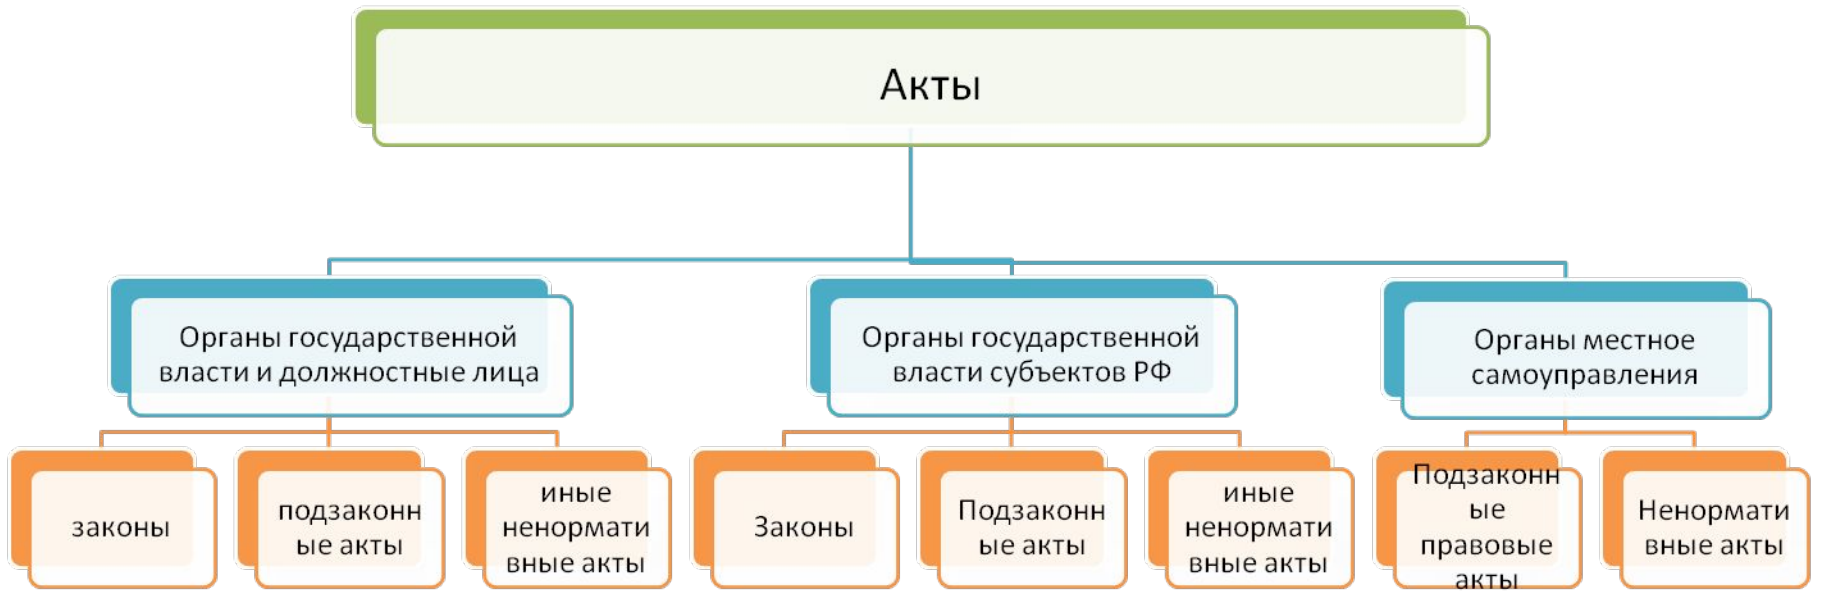 Акты
Органы государственной
власти и должностные лица
Органы государственной
власти субъектов РФ
Органы местное
самоуправления
законы
подзаконн
ые акты
иные
ненормати
вные акты
Законы
Подзаконн
ые акты
иные
ненормати
вные акты
Подзаконн
ые
правовые
акты
Ненормати
вные акты